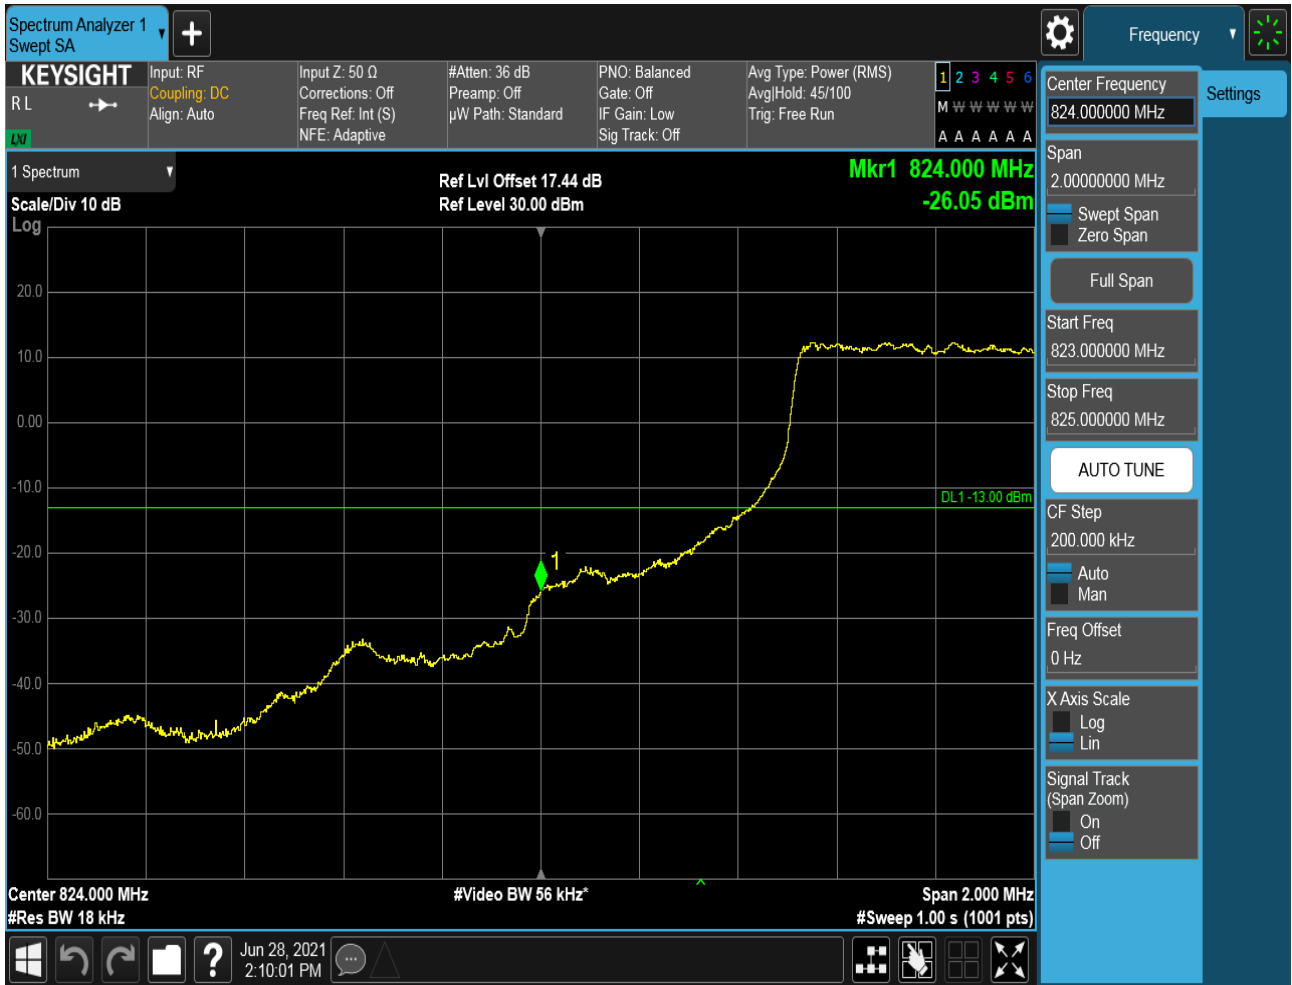 Spectrum Analyzer 1
Swept SA
Frequency
KEYSIGHT
R L
LXI
Input: RF
Coupling: DC
Align: Auto
Input Z: 50 Ω
Corrections: Off
Freq Ref: Int (S)
NFE: Adaptive
#Atten: 36 dB
Preamp: Off
µW Path: Standard
PNO: Balanced
Gate: Off
IF Gain: Low
Sig Track: Off
Avg Type: Power (RMS)
Avg|Hold: 45/100
Trig: Free Run
1 2 3 4 5 6
M W W W W W
A A A A A A
1 Spectrum
Scale/Div 10 dB
Log
Ref Lvl Offset 17.44 dB
Ref Level 30.00 dBm
Mkr1 824.000 MHz
-26.05 dBm
20.0
10.0
0.00
-10.0
-20.0
-30.0
-40.0
-50.0
-60.0
DL1 -13.00 dBm
1
Center 824.000 MHz
#Res BW 18 kHz
#Video BW 56 kHz*
Span 2.000 MHz
#Sweep 1.00 s (1001 pts)
?
Jun 28, 2021
2:10:01 PM
Center Frequency
824.000000 MHz
Settings
Span
2.00000000 MHz
Swept Span
Zero Span
Full Span
Start Freq
823.000000 MHz
Stop Freq
825.000000 MHz
AUTO TUNE
CF Step
200.000 kHz
Auto
Man
Freq Offset
0 Hz
X Axis Scale
Log
Lin
Signal Track
(Span Zoom)
On
Off